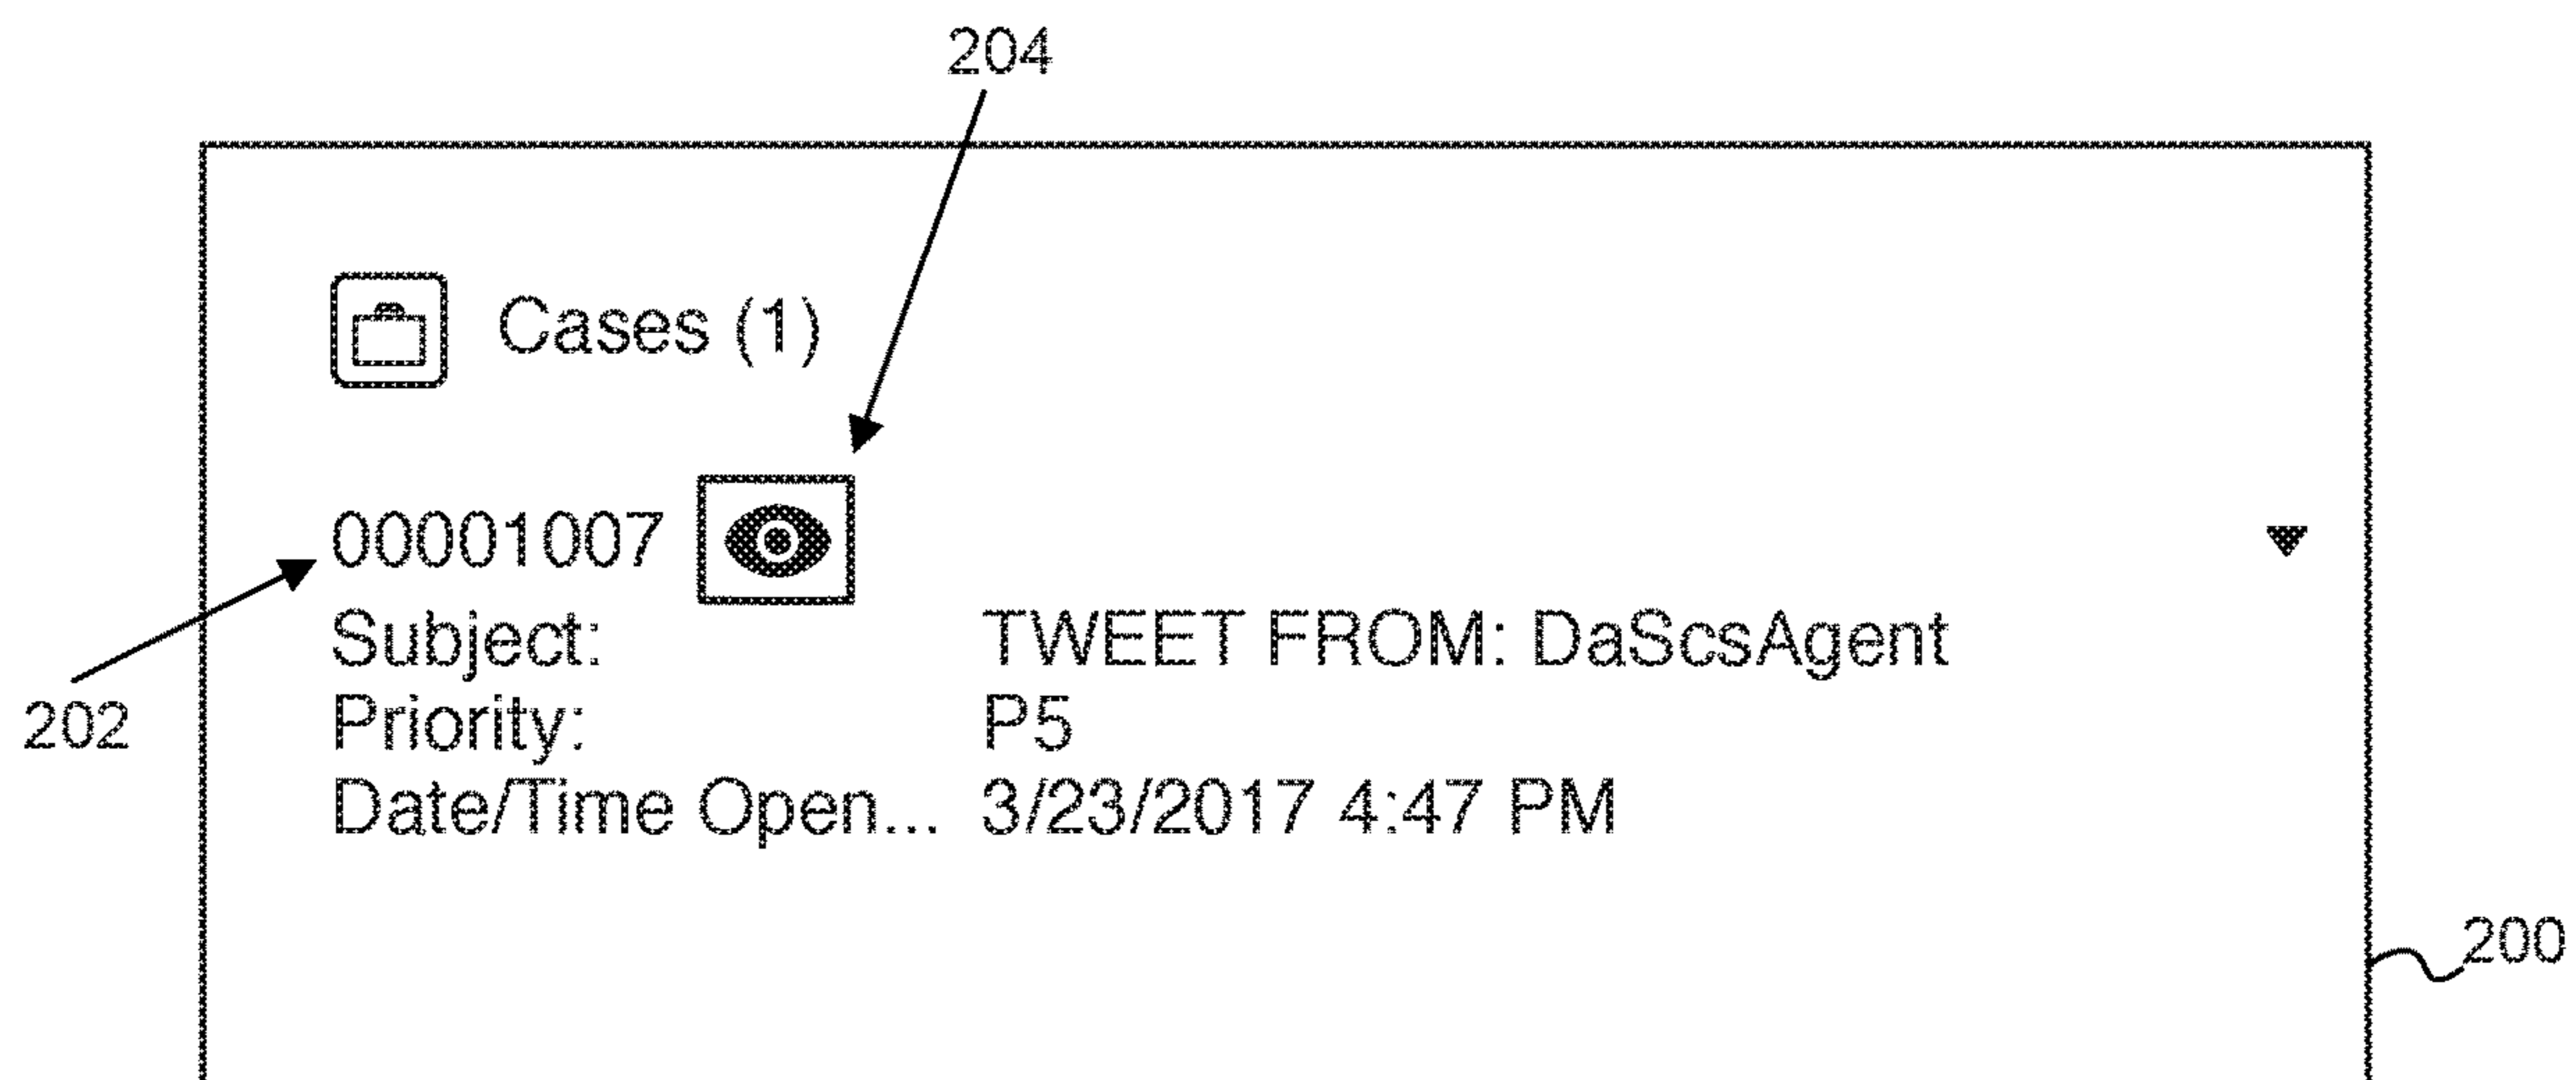 204
Cases (1)
00001007
Subject: TWEET FROM: DaScsAgent
202
Priority: P5
Date/Time Open... 3/23/2017 4:47 PM
200